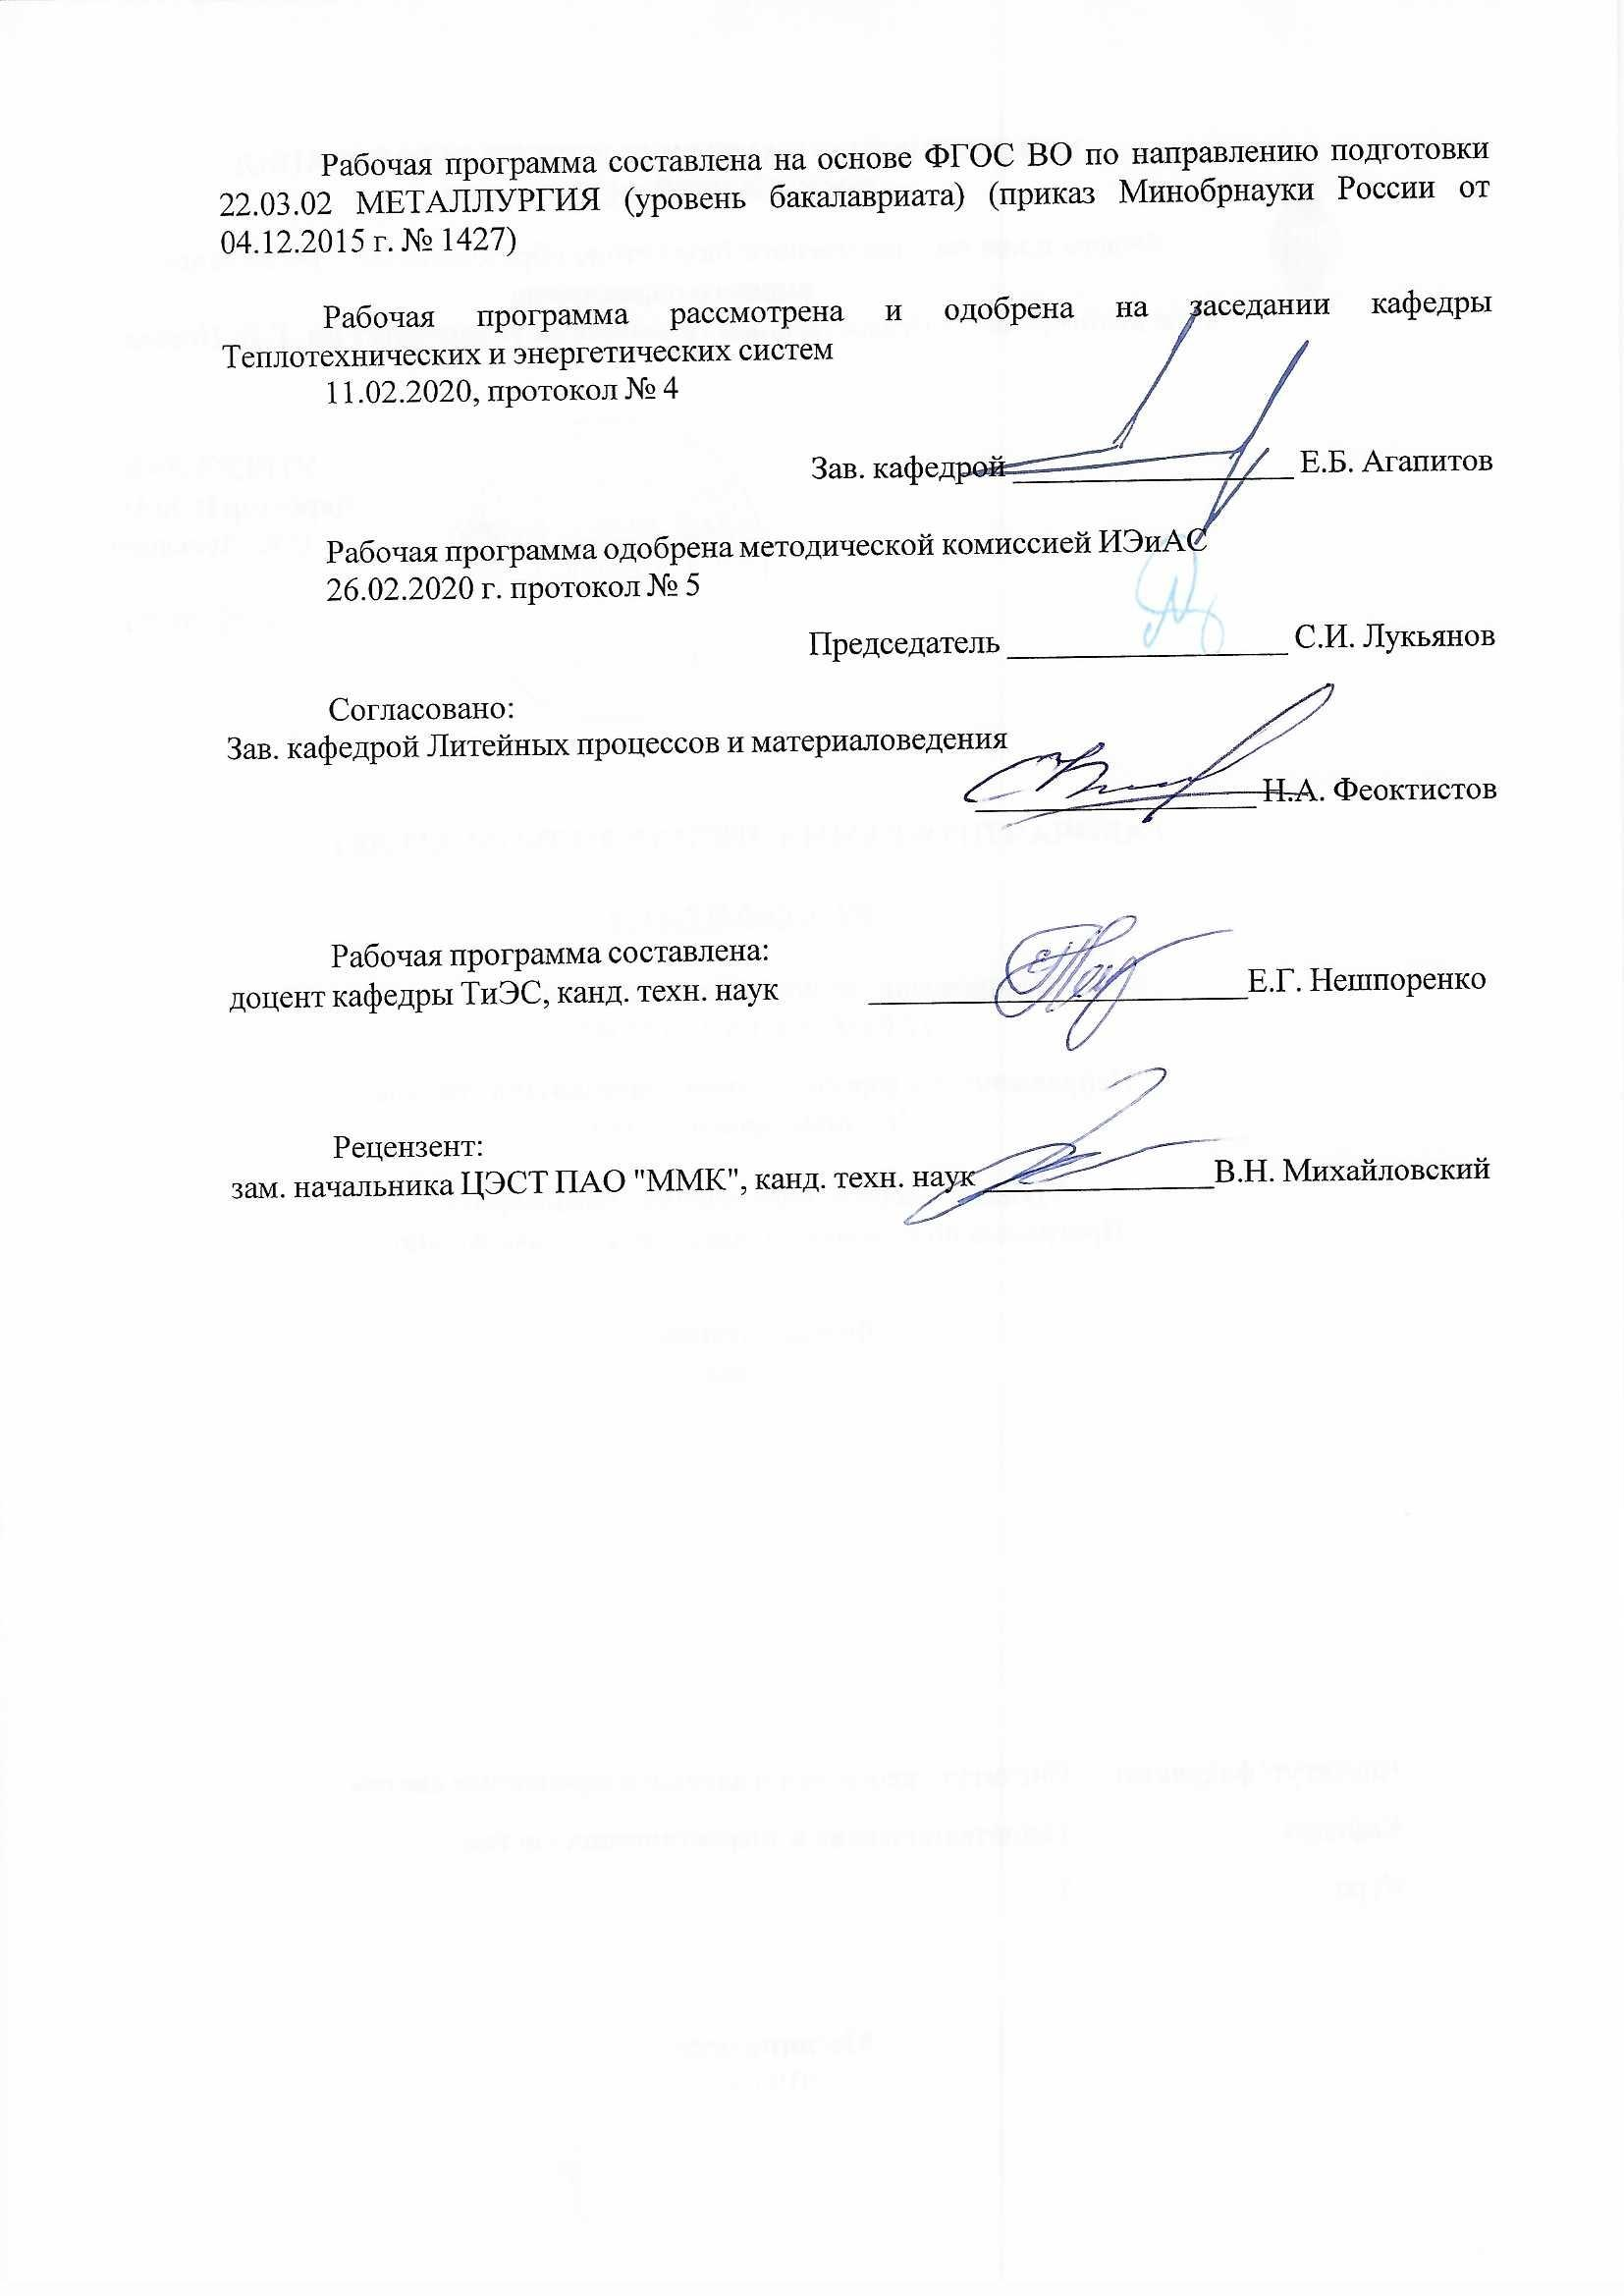 Рабочая программа составлена на основе ФГОС ВО по направлению подготовки
22.03.02 МЕТАЛЛУРГИЯ (уровень бакалавриата) (приказ Минобрнауки России от
04.12.2015 г. № 1427)
Рабочая программа рассмотрена и одобрена на заседании кафедры
Теплотехнических и энергетических систем
11.02.2020, протокол № 4
Зав. кафедрой Е.Б. Агапитов
Рабочая программа одобрена методической комиссией ИЭиАС
26.02.2020 г. протокол № 5
Председатель С.И. Лукьянов
Согласовано:
Зав. кафедрой Литейных процессов и материаловедения
Н.А. Феоктистов
Рабочая программа составлена:
доцент кафедры ТиЭС, канд. техн. наук Е.Г. Нешпоренко
Рецензент:
зам. начальника ЦЭСТ ПАО "ММК", канд. техн. наук В.Н. Михайловский